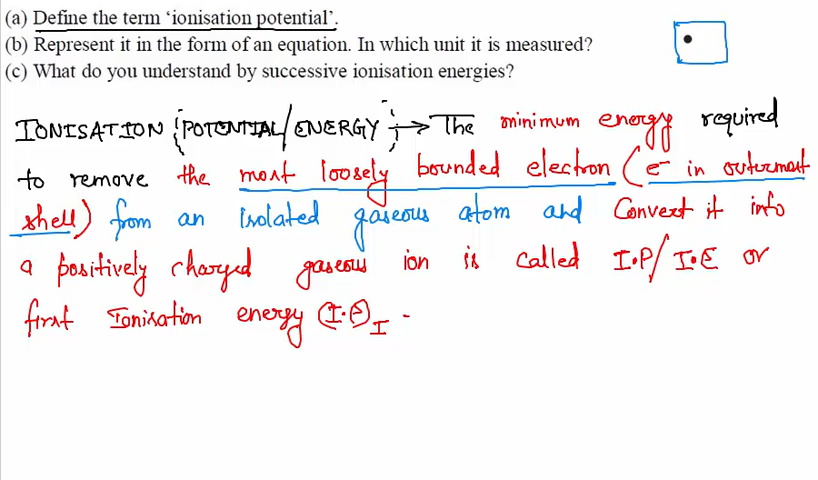 (a) Define the term ‘ionisation potential’.
(b) Represent it in the form of an equation. In which unit it is measured?
(c) What do you understand by successive ionisation energies?
IONISATION {POTENTIAL/ENERGY} → The minimum energy required
to remove the most loosely bounded electron (e⁻ in outermost
shell) from an isolated gaseous atom and Convert it into
a positively charged gaseous ion is called I.P/I.E or
first Ionisation energy (I.E)I -